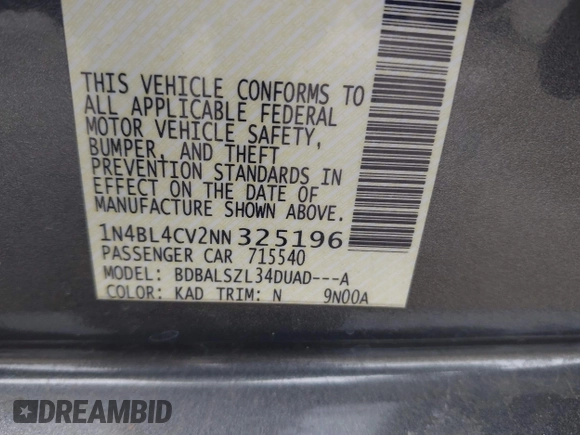 THIS VEHICLE CONFORMS TO
ALL APPLICABLE FEDERAL
MOTOR VEHICLE SAFETY,
BUMPER, AND THEFT
PREVENTION STANDARDS IN
EFFECT ON THE DATE OF
MANUFACTURE SHOWN ABOVE.
1N4BL4CV2NN325196
PASSENGER CAR 715540
MODEL: BDBALSZL34DUAD---A
COLOR: KAD TRIM: N 9N00A
DREAMBID